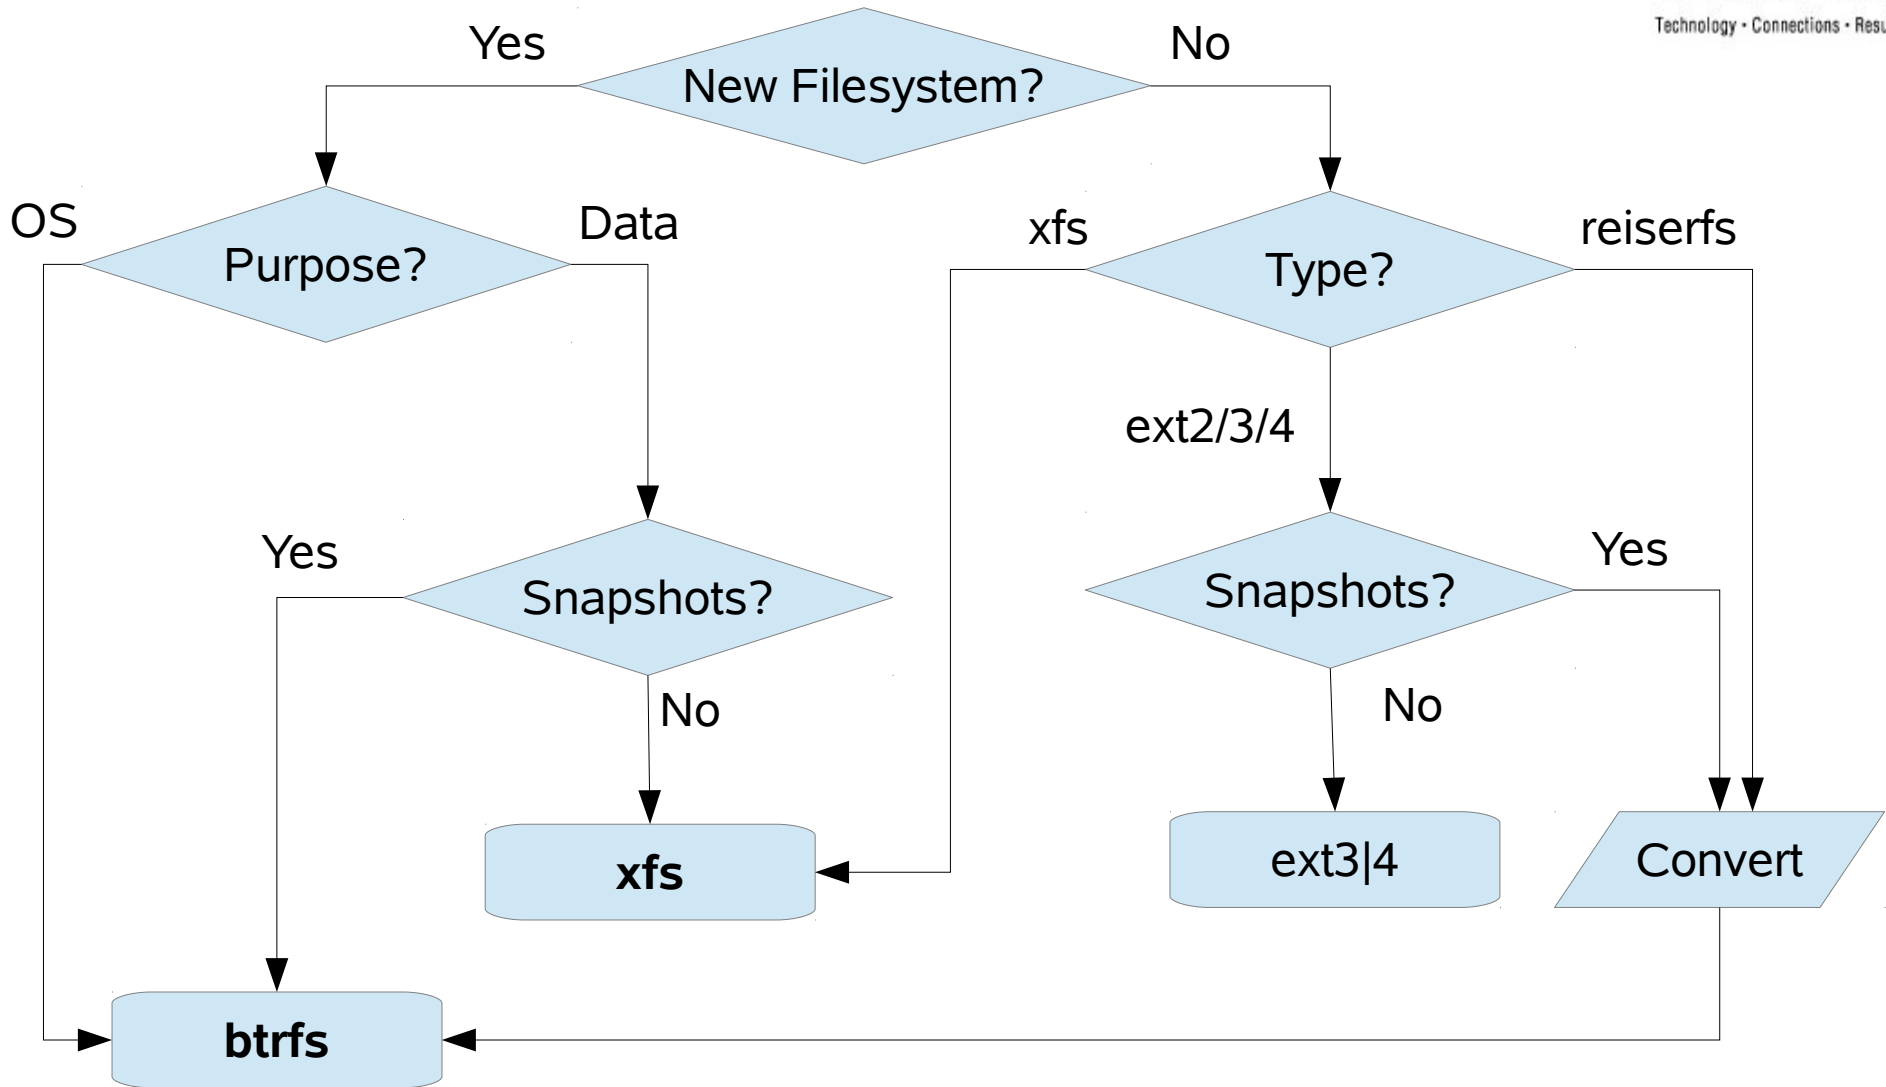 Technology • Connections • Resu
Yes
New Filesystem?
No
OS
Purpose?
Data
xfs
Type?
reiserfs
ext2/3/4
Yes
Snapshots?
No
Snapshots?
Yes
No
xfs
ext3|4
Convert
btrfs